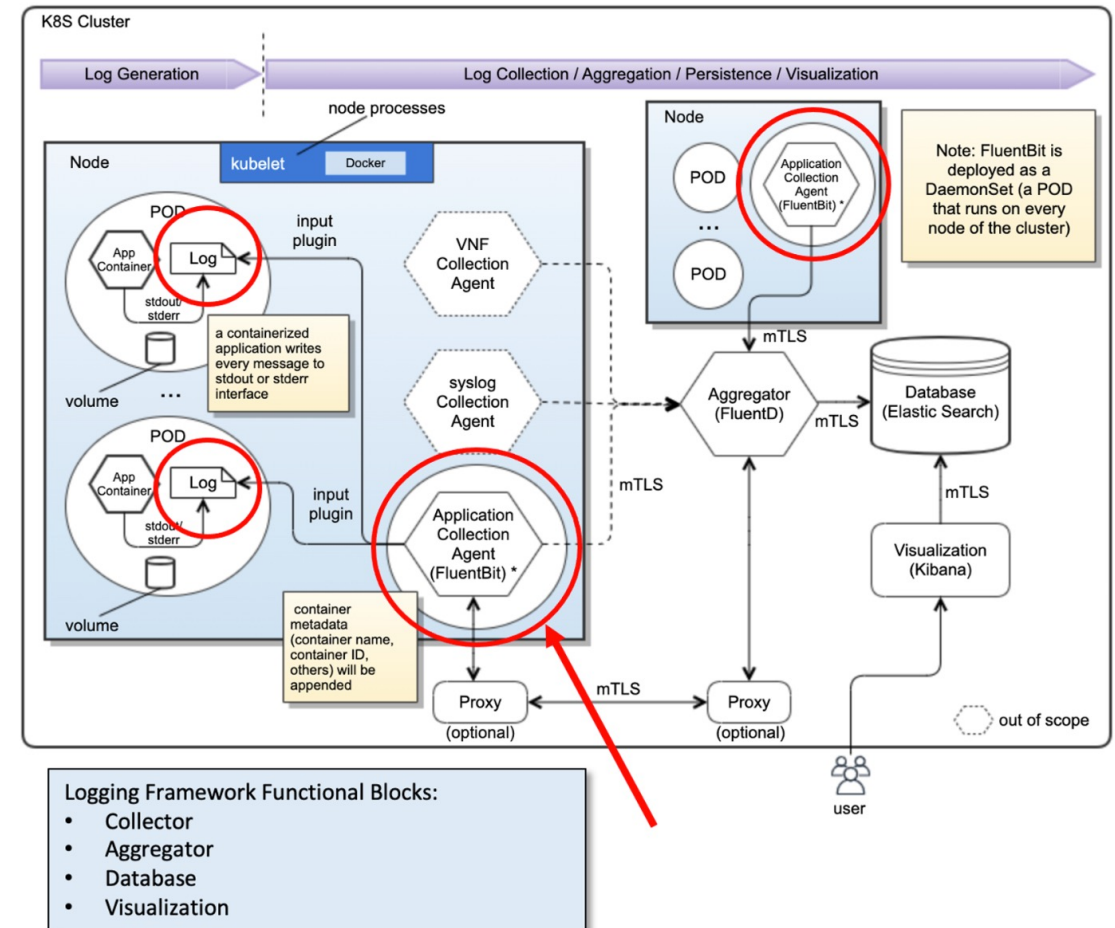 K8S Cluster
Log Generation
Log Collection / Aggregation / Persistence / Visualization
node processes
Node
kubelet
Docker
POD
App
Container
Log
stdout/
stderr
volume
...
input
plugin
a containerized
application writes
every message to
stdout or stderr
interface
POD
App
Container
Log
stdout/
stderr
volume
input
plugin
container
metadata
(container name,
container ID,
others) will be
appended
VNF
Collection
Agent
syslog
Collection
Agent
Application
Collection
Agent
(FluentBit) *
mTLS
Node
POD
...
POD
Application
Collection
Agent
(FluentBit) *
Note: FluentBit is
deployed as a
DaemonSet (a POD
that runs on every
node of the cluster)
mTLS
Aggregator
(FluentD)
mTLS
Database
(Elastic Search)
mTLS
Visualization
(Kibana)
Proxy
(optional)
mTLS
Proxy
(optional)
out of scope
user
Logging Framework Functional Blocks:
• Collector
• Aggregator
• Database
• Visualization